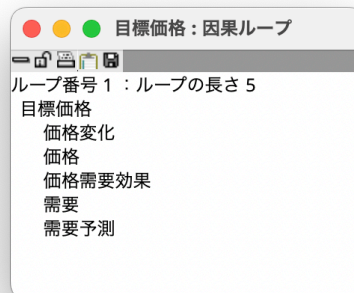 目標価格 : 因果ループ
ループ番号 1 : ループの長さ 5
目標価格
価格変化
価格
価格需要効果
需要
需要予測